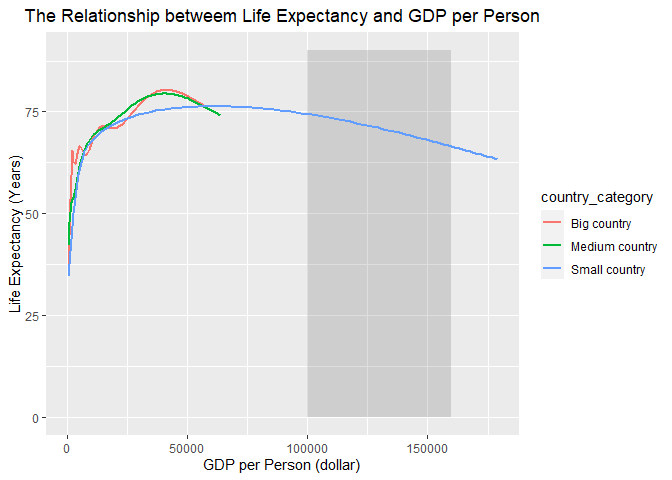 The Relationship betweem Life Expectancy and GDP per Person
Life Expectancy (Years)
75
50
25
0
0
50000
100000
150000
GDP per Person (dollar)
country_category
Big country
Medium country
Small country